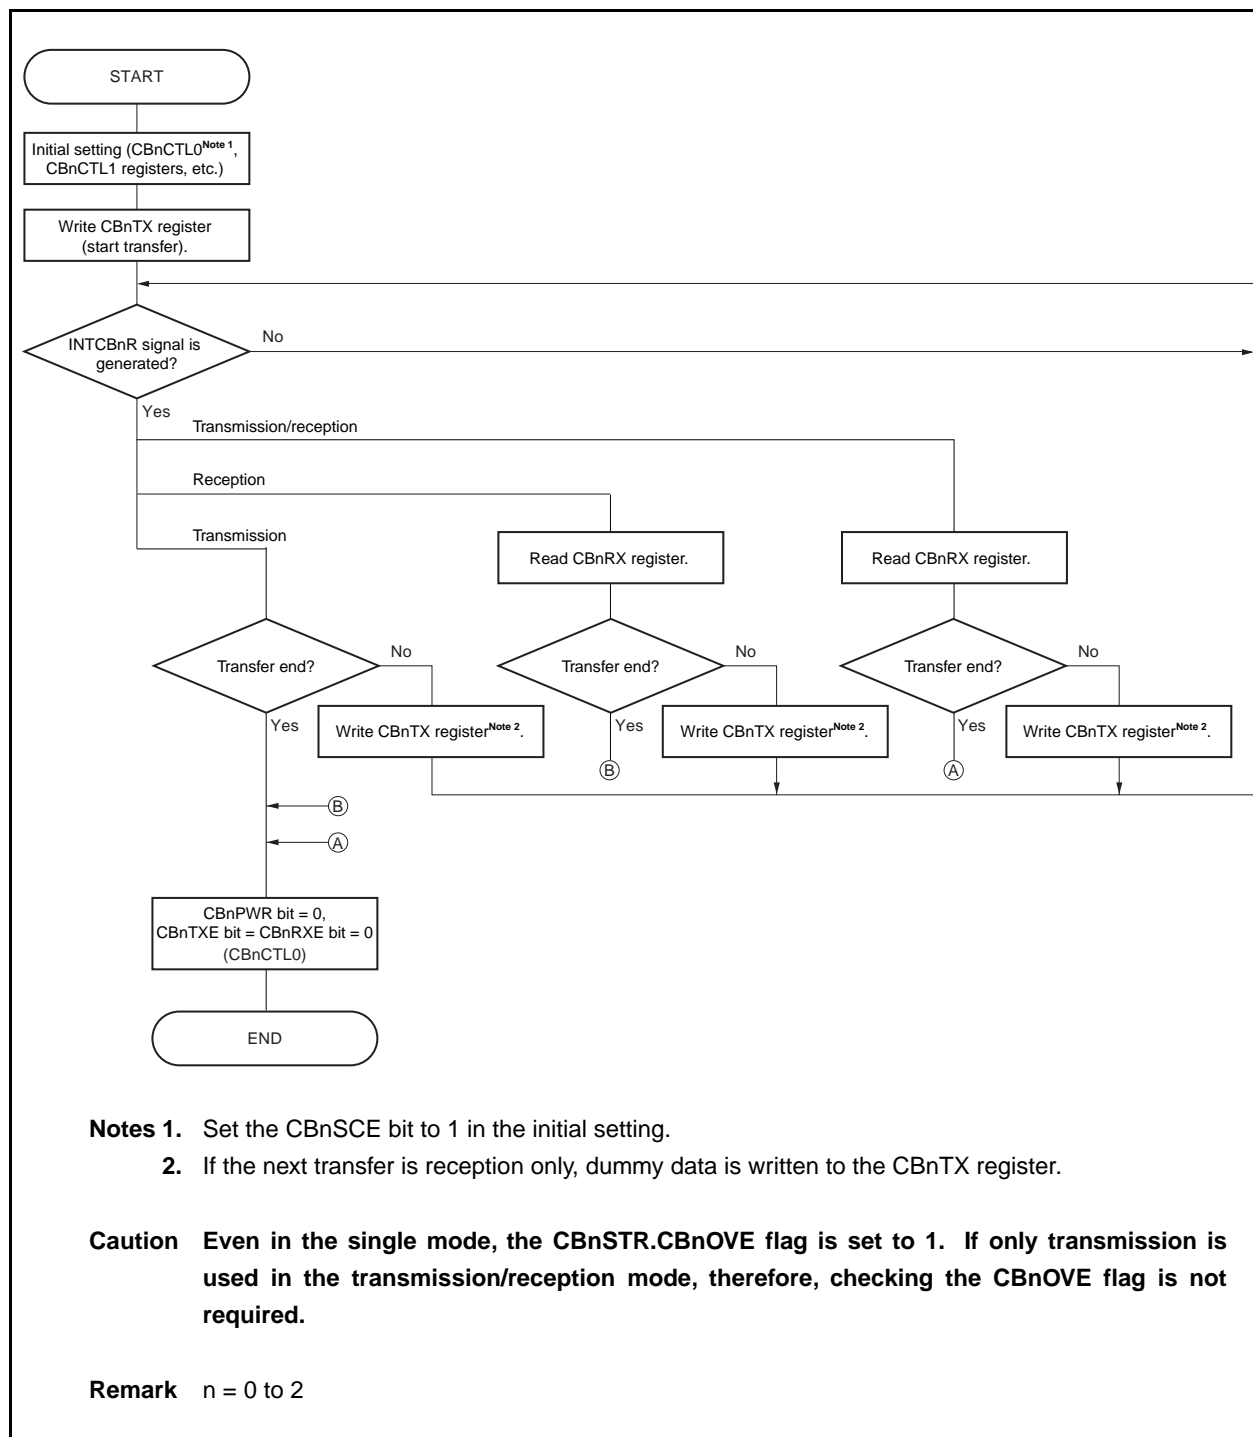 START
Initial setting (CBnCTL0Note 1,
CBnCTL1 registers, etc.)
Write CBnTX register
(start transfer).
INTCBnR signal is
generated?
No
Yes
Transmission/reception
Reception
Transmission
Read CBnRX register.
Read CBnRX register.
Transfer end?
No
Transfer end?
No
Transfer end?
No
Yes
Write CBnTX registerNote 2.
Yes
Write CBnTX registerNote 2.
Yes
Write CBnTX registerNote 2.
B
A
B
A
CBnPWR bit = 0,
CBnTXE bit = CBnRXE bit = 0
(CBnCTL0)
END
Notes 1. Set the CBnSCE bit to 1 in the initial setting.
2. If the next transfer is reception only, dummy data is written to the CBnTX register.
Caution Even in the single mode, the CBnSTR.CBnOVE flag is set to 1. If only transmission is
used in the transmission/reception mode, therefore, checking the CBnOVE flag is not
required.
Remark n = 0 to 2